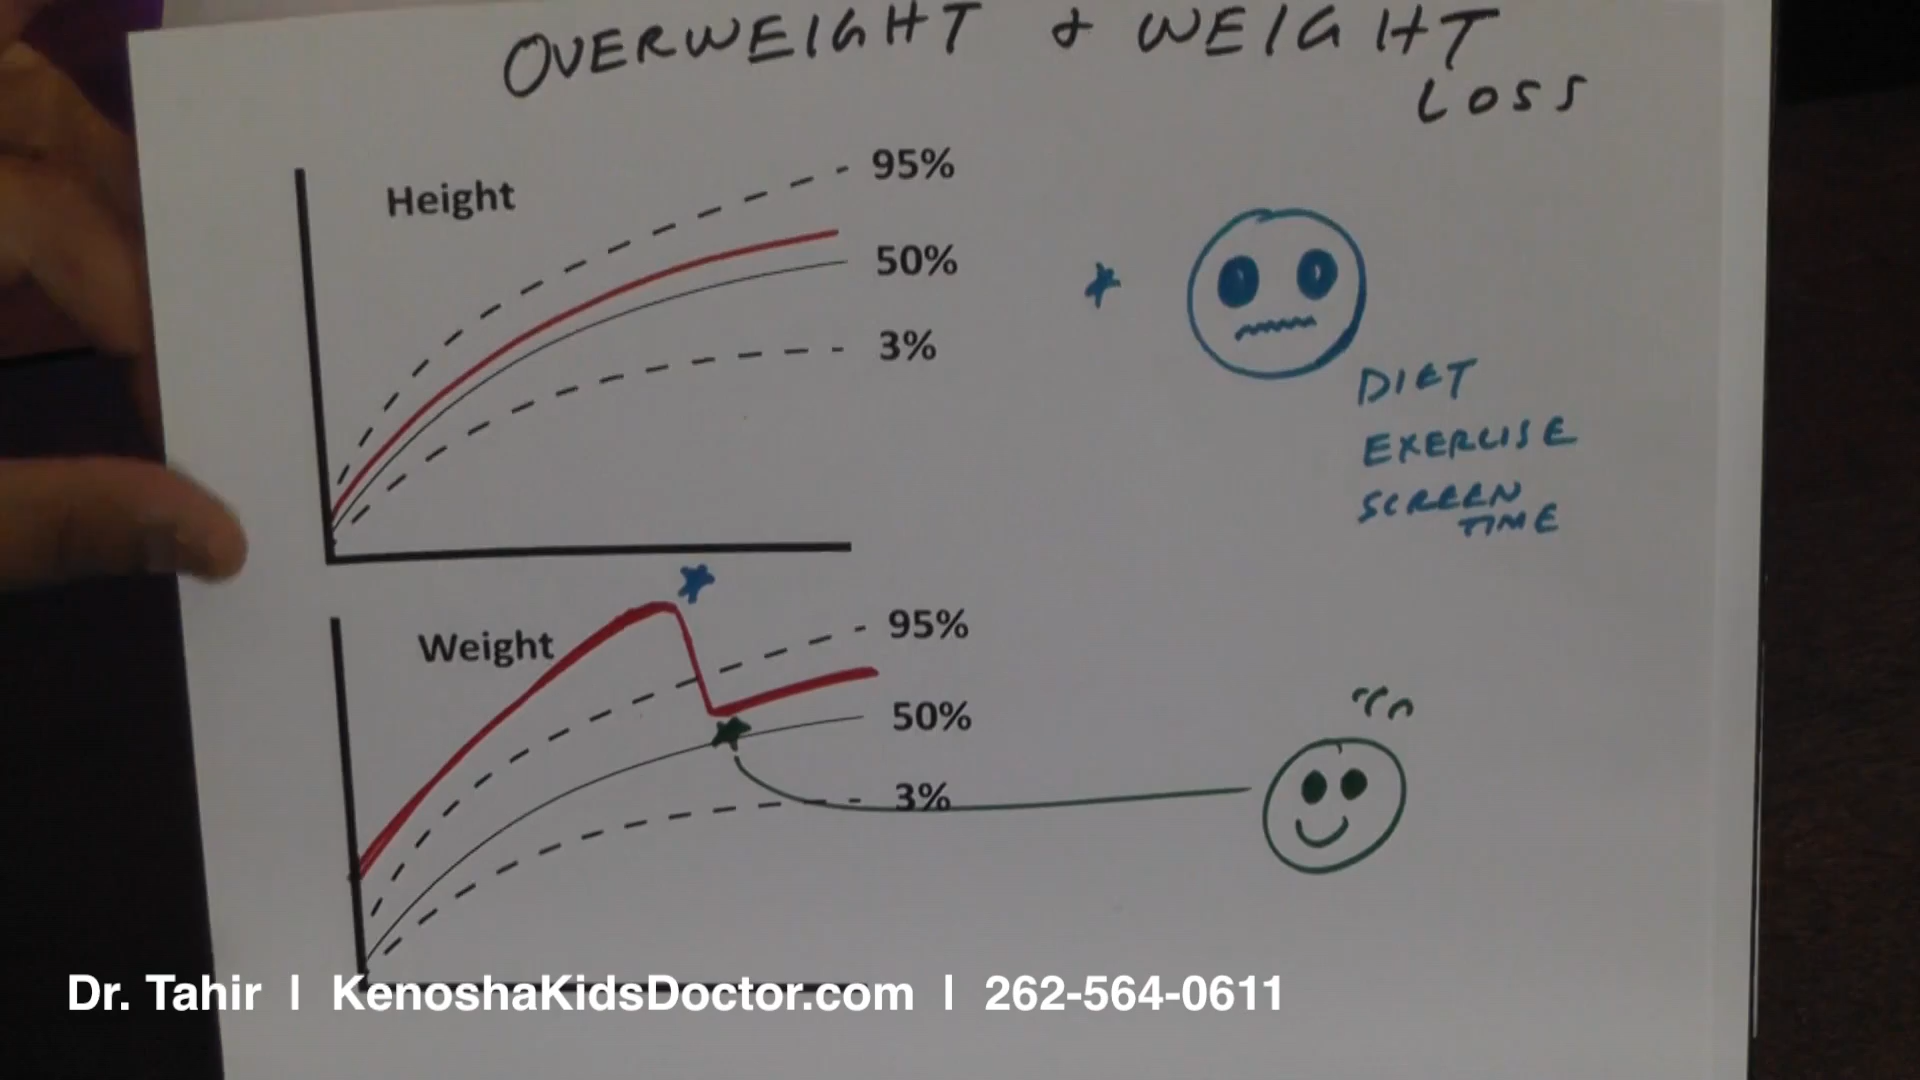 OVERWEIGHT & WEIGHT
LOSS
Height
95%
50%
3%
DIET
EXERCISE
SCREEN
TIME
Weight
95%
50%
3%
Dr. Tahir | KenoshaKidsDoctor.com | 262-564-0611